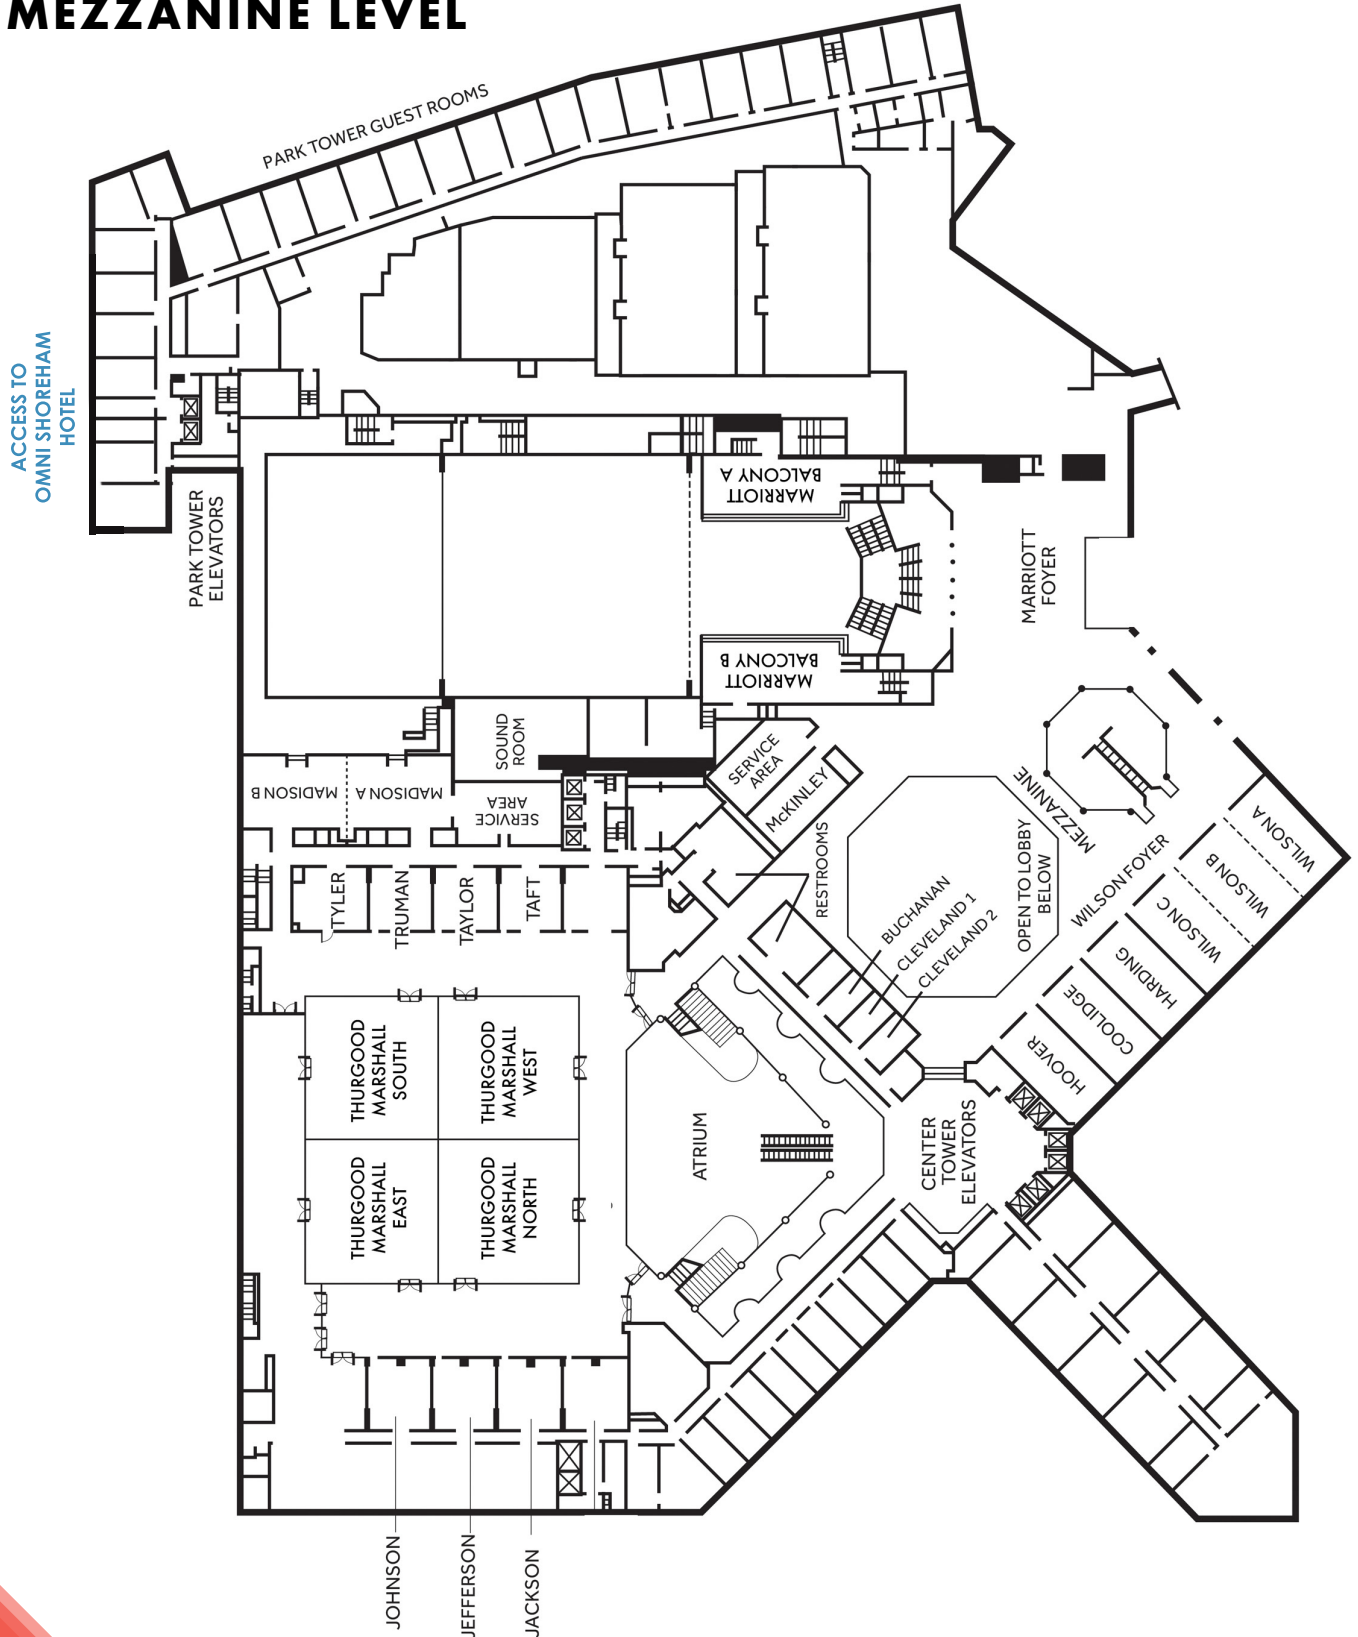 MEZZANINE LEVEL
PARK TOWER GUEST ROOMS
ACCESS TO
OMNI SHOREHAM
HOTEL
PARK TOWER
ELEVATORS
MARRIOTT
BALCONY A
MARRIOTT
FOYER
MARRIOTT
BALCONY B
SOUND
ROOM
SERVICE
AREA
McKINLEY
MADISON B
MADISON A
SERVICE
AREA
RESTROOMS
MEZZANINE
OPEN TO LOBBY
BELOW
WILSON FOYER
WILSON A
WILSON B
WILSON C
HARDING
COOLIDGE
HOOVER
BUCHANAN
CLEVELAND 1
CLEVELAND 2
TYLER
TRUMAN
TAYLOR
TAFT
THURGOOD
MARSHALL
SOUTH
THURGOOD
MARSHALL
WEST
THURGOOD
MARSHALL
EAST
THURGOOD
MARSHALL
NORTH
ATRIUM
CENTER
TOWER
ELEVATORS
JOHNSON
JEFFERSON
JACKSON